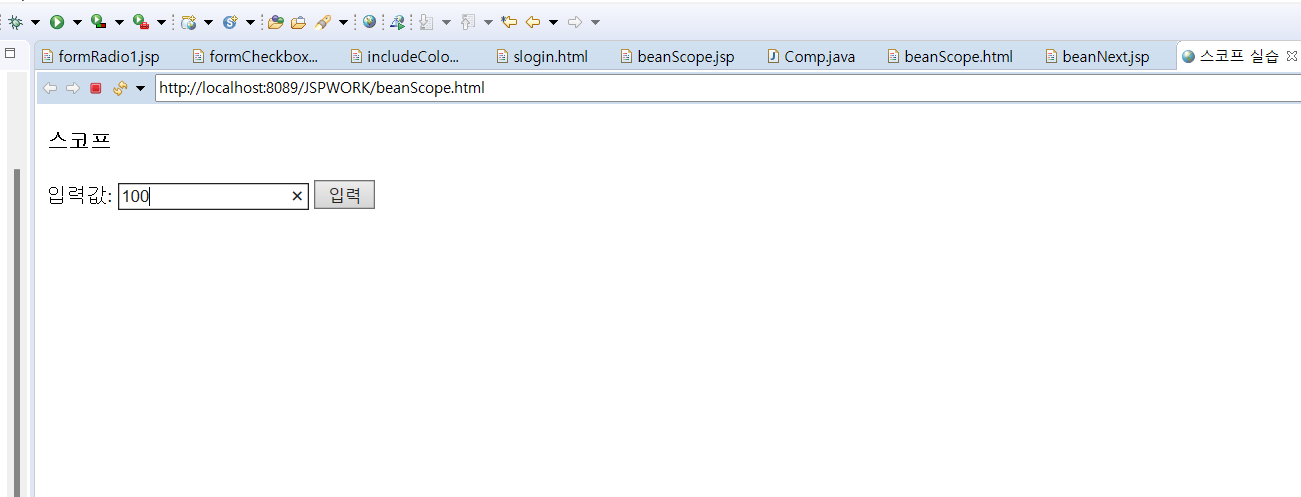 formRadio1.jsp formCheckbox... includeColo... slogin.html beanScope.jsp Comp.java beanScope.html beanNext.jsp 스코프 실습
http://localhost:8089/JSPWORK/beanScope.html
스코프
입력값: 100 입력